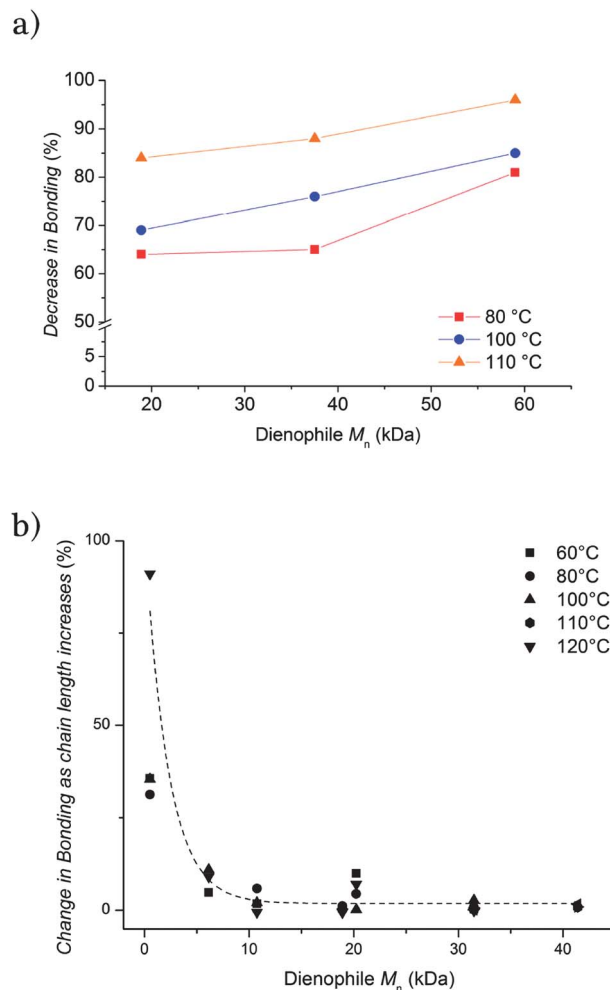 a)
100
90
80
70
60
50
5
0
Decrease in Bonding (%)
80 °C
100 °C
110 °C
20 30 40 50 60
Dienophile Mn (kDa)
b)
100
50
0
Change in Bonding as chain length increases (%)
60°C
80°C
100°C
110°C
120°C
0 10 20 30 40
Dienophile Mn (kDa)